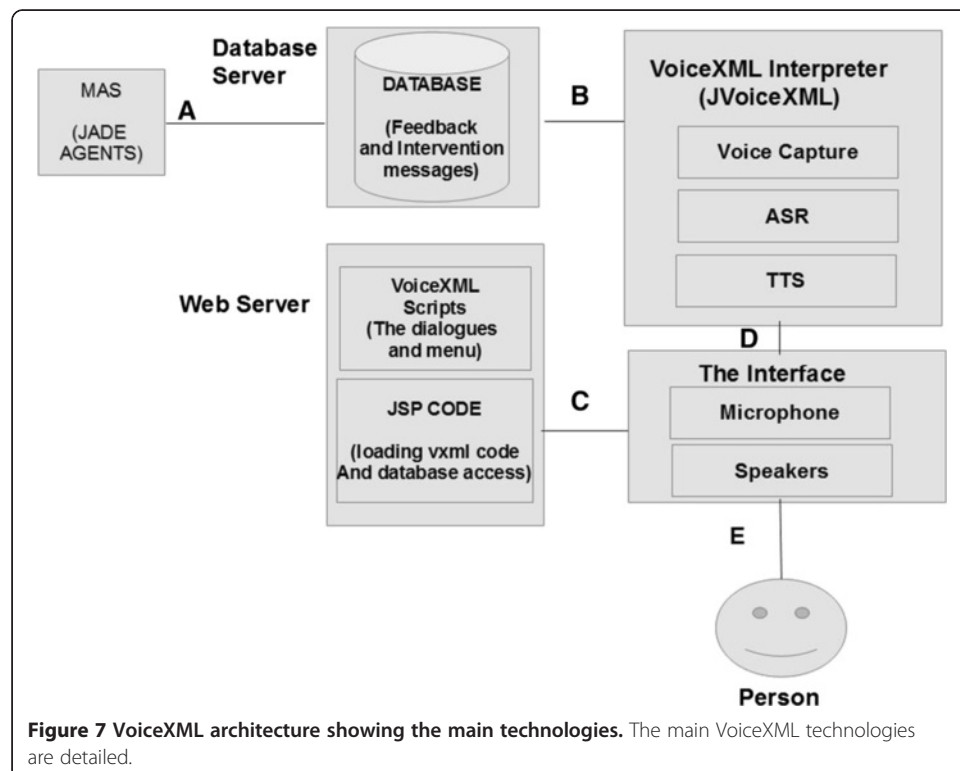 Database
Server
MAS
(JADE
AGENTS)
A
DATABASE
(Feedback
and Intervention
messages)
B
VoiceXML Interpreter
(JVoiceXML)
Voice Capture
ASR
TTS
Web Server
VoiceXML
Scripts
(The dialogues
and menu)
JSP CODE
(loading vxml code
And database access)
C
D
The Interface
Microphone
Speakers
E
Person
Figure 7 VoiceXML architecture showing the main technologies. The main VoiceXML technologies
are detailed.